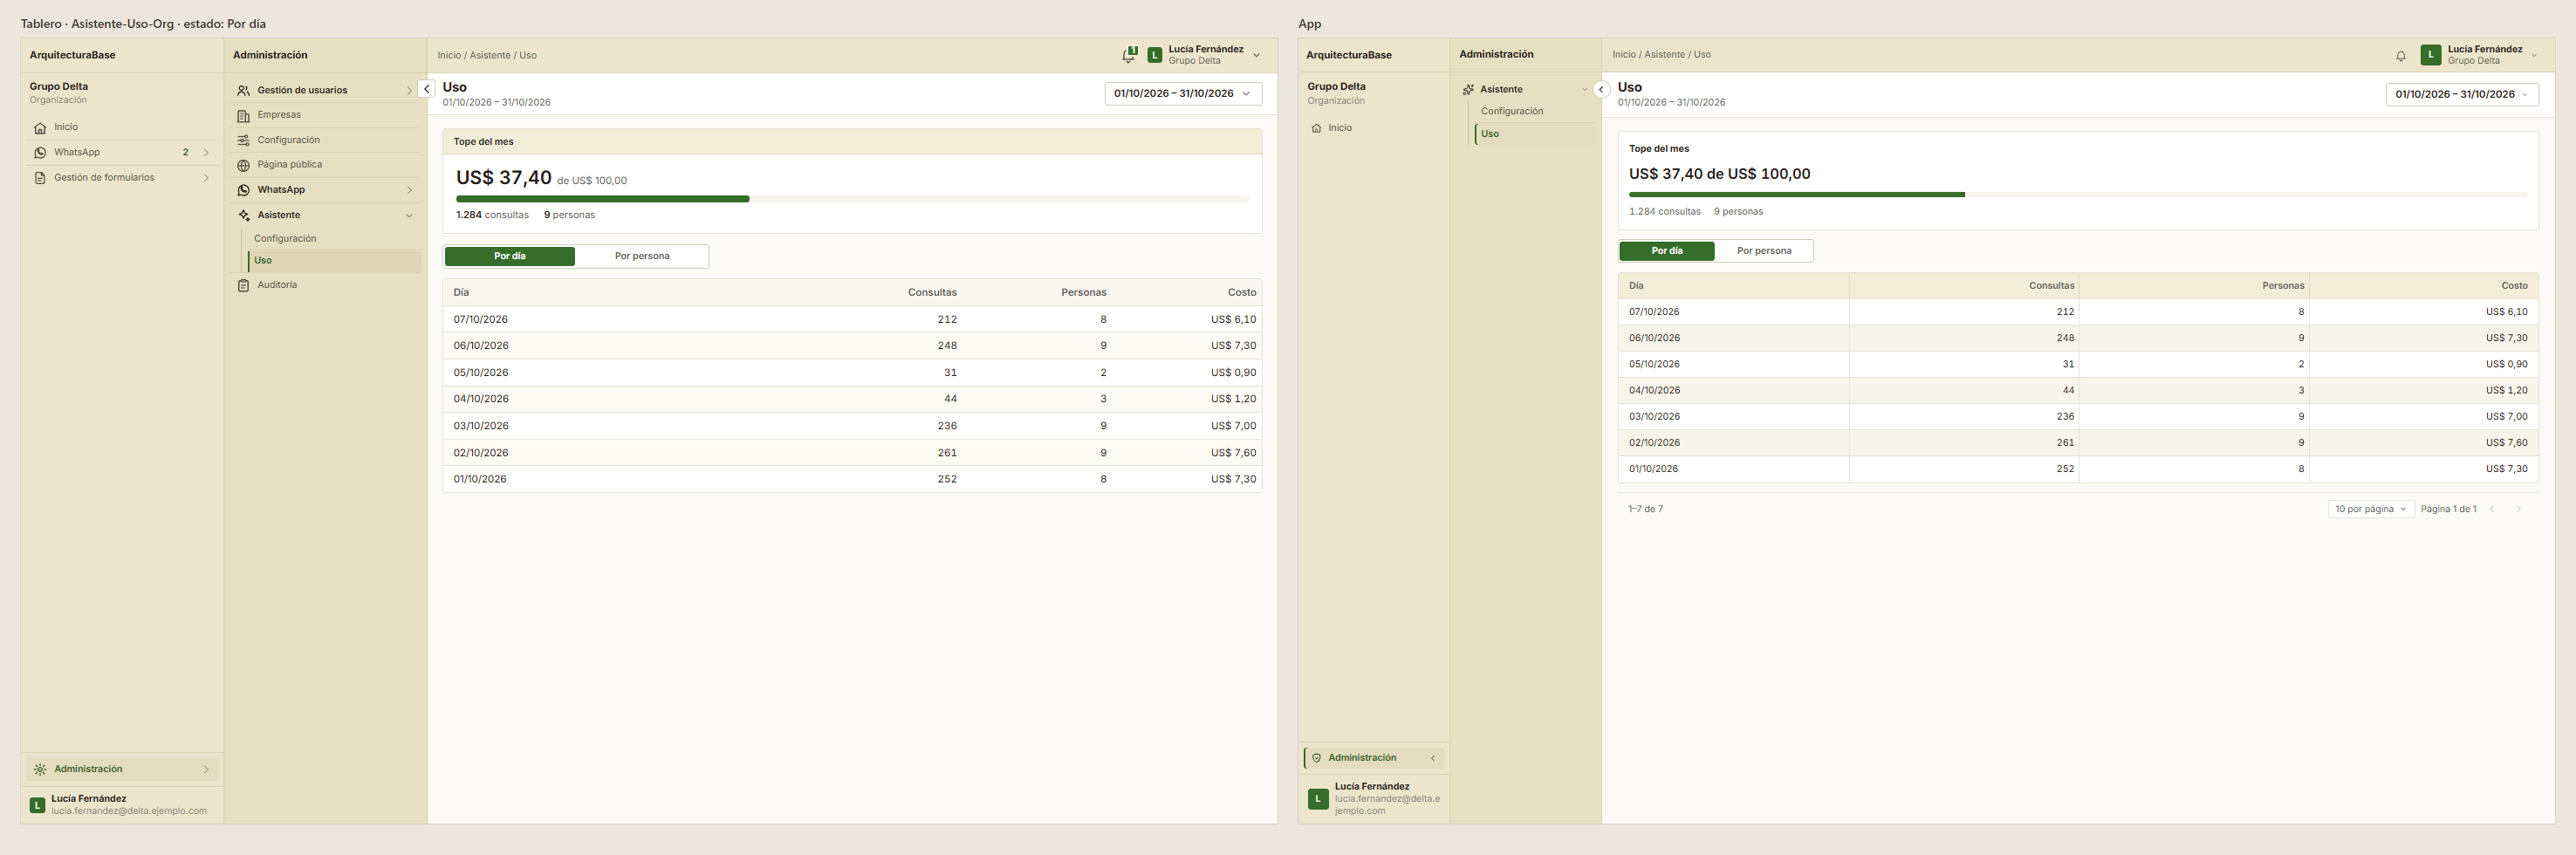 Tablero · Asistente-Uso-Org · estado: Por día
ArquitecturaBase
Grupo Delta
Organización
Inicio
WhatsApp 2
Gestión de formularios
Administración
Lucía Fernández
lucia.fernandez@delta.ejemplo.com
Administración
Gestión de usuarios
Empresas
Configuración
Página pública
WhatsApp
Asistente
Configuración
Uso
Auditoría
Inicio / Asistente / Uso
1
L
Lucía Fernández
Grupo Delta
Uso
01/10/2026 – 31/10/2026
01/10/2026 – 31/10/2026
Tope del mes
US$ 37,40 de US$ 100,00
1.284 consultas 9 personas
Por día Por persona
Día Consultas Personas Costo
07/10/2026 212 8 US$ 6,10
06/10/2026 248 9 US$ 7,30
05/10/2026 31 2 US$ 0,90
04/10/2026 44 3 US$ 1,20
03/10/2026 236 9 US$ 7,00
02/10/2026 261 9 US$ 7,60
01/10/2026 252 8 US$ 7,30
L
App
ArquitecturaBase
Grupo Delta
Organización
Inicio
Administración
L
Lucía Fernández
lucia.fernandez@delta.e
jemplo.com
Administración
Asistente
Configuración
Uso
Inicio / Asistente / Uso
L
Lucía Fernández
Grupo Delta
Uso
01/10/2026 – 31/10/2026
01/10/2026 – 31/10/2026
Tope del mes
US$ 37,40 de US$ 100,00
1.284 consultas 9 personas
Por día Por persona
Día Consultas Personas Costo
07/10/2026 212 8 US$ 6,10
06/10/2026 248 9 US$ 7,30
05/10/2026 31 2 US$ 0,90
04/10/2026 44 3 US$ 1,20
03/10/2026 236 9 US$ 7,00
02/10/2026 261 9 US$ 7,60
01/10/2026 252 8 US$ 7,30
1–7 de 7 10 por página Página 1 de 1